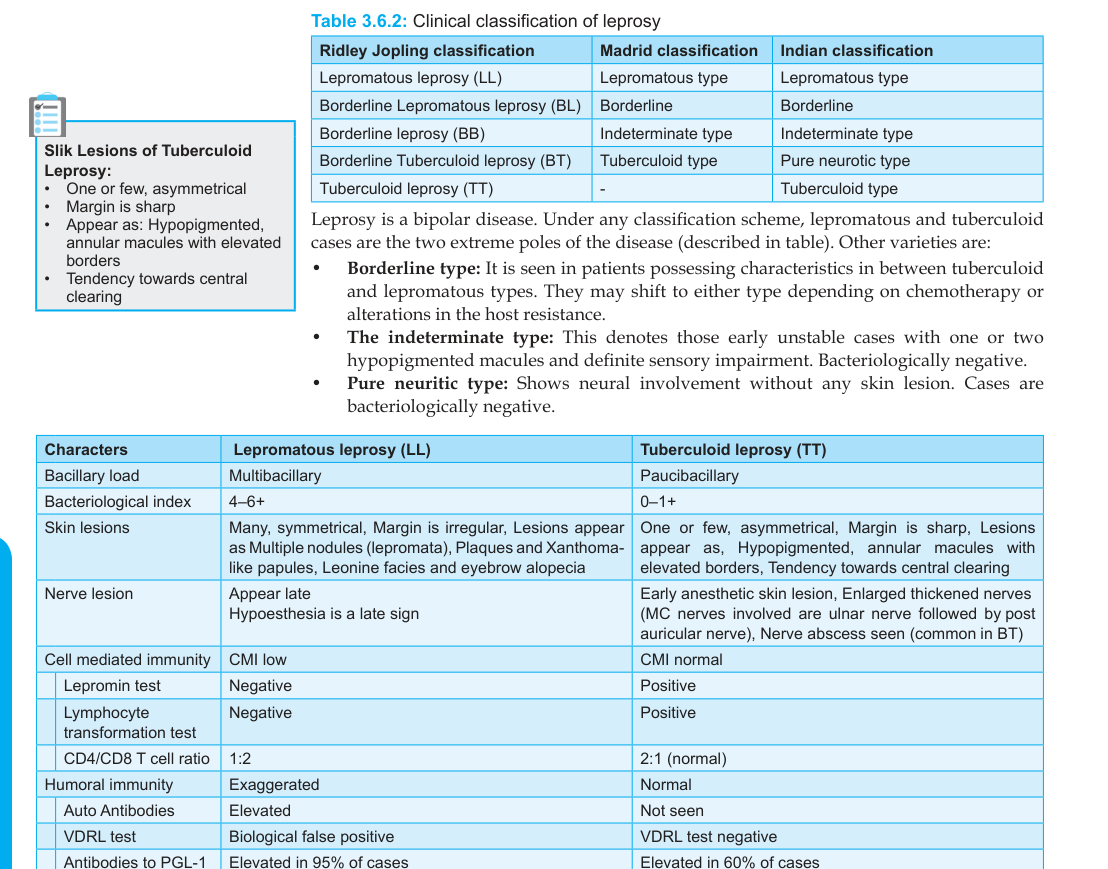 Table 3.6.2: Clinical classification of leprosy
Ridley Jopling classification Madrid classification Indian classification
Lepromatous leprosy (LL) Lepromatous type Lepromatous type
Borderline Lepromatous leprosy (BL) Borderline Borderline
Borderline leprosy (BB) Indeterminate type Indeterminate type
Borderline Tuberculoid leprosy (BT) Tuberculoid type Pure neurotic type
Tuberculoid leprosy (TT) - Tuberculoid type
Slik Lesions of Tuberculoid
Leprosy:
• One or few, asymmetrical
• Margin is sharp
• Appear as: Hypopigmented,
annular macules with elevated
borders
• Tendency towards central
clearing
Leprosy is a bipolar disease. Under any classification scheme, lepromatous and tuberculoid
cases are the two extreme poles of the disease (described in table). Other varieties are:
• Borderline type: It is seen in patients possessing characteristics in between tuberculoid
and lepromatous types. They may shift to either type depending on chemotherapy or
alterations in the host resistance.
• The indeterminate type: This denotes those early unstable cases with one or two
hypopigmented macules and definite sensory impairment. Bacteriologically negative.
• Pure neuritic type: Shows neural involvement without any skin lesion. Cases are
bacteriologically negative.
Characters Lepromatous leprosy (LL) Tuberculoid leprosy (TT)
Bacillary load Multibacillary Paucibacillary
Bacteriological index 4–6+ 0–1+
Skin lesions
Many, symmetrical, Margin is irregular, Lesions appear
as Multiple nodules (lepromata), Plaques and Xanthoma-
like papules, Leonine facies and eyebrow alopecia
One or few, asymmetrical, Margin is sharp, Lesions
appear as, Hypopigmented, annular macules with
elevated borders, Tendency towards central clearing
Nerve lesion
Appear late
Hypoesthesia is a late sign
Early anesthetic skin lesion, Enlarged thickened nerves
(MC nerves involved are ulnar nerve followed by post
auricular nerve), Nerve abscess seen (common in BT)
Cell mediated immunity CMI low CMI normal
Lepromin test Negative Positive
Lymphocyte
transformation test
Negative Positive
CD4/CD8 T cell ratio 1:2 2:1 (normal)
Humoral immunity Exaggerated Normal
Auto Antibodies Elevated Not seen
VDRL test Biological false positive VDRL test negative
Antibodies to PGL-1 Elevated in 95% of cases Elevated in 60% of cases